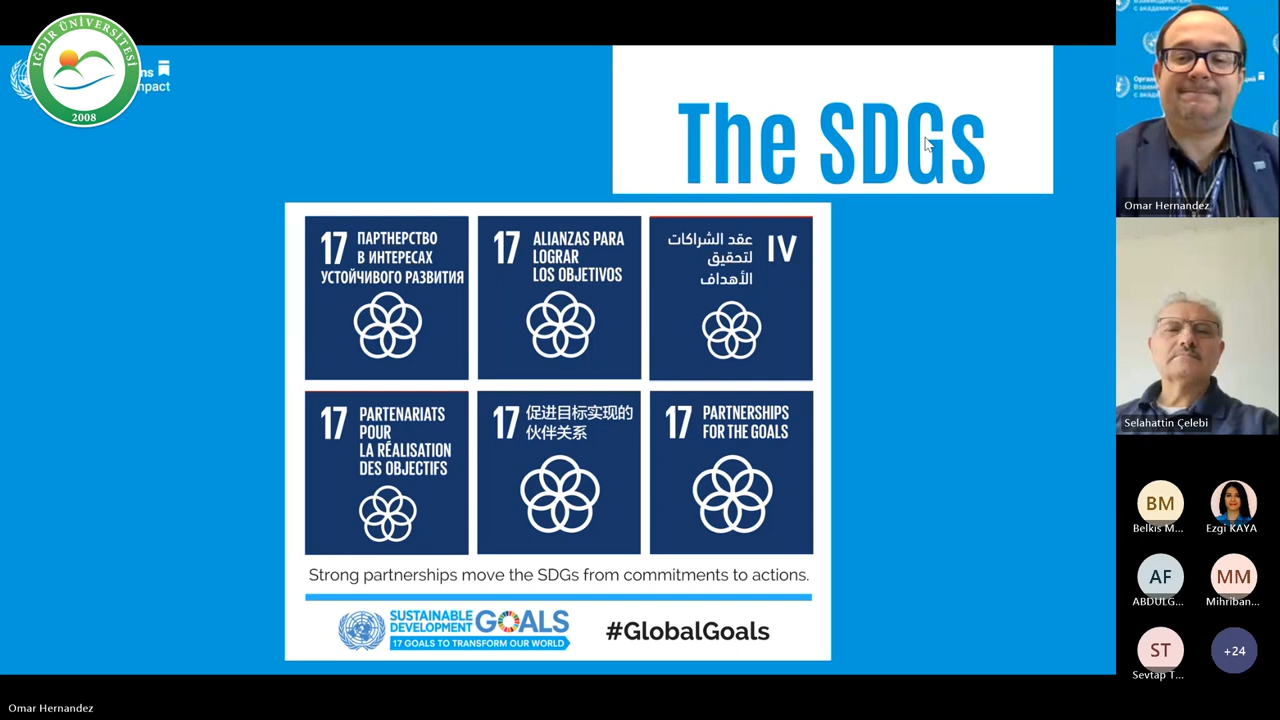 IĞDIR ÜNİVERSİTESİ
2008
ns
mpact
The SDGs
17 ПАРТНЕРСТВО
В ИНТЕРЕСАХ
УСТОЙЧИВОГО РАЗВИТИЯ
17 ALIANZAS PARA
LOGRAR
LOS OBJETIVOS
١٧ عقد الشراكات
لتحقيق
الأهداف
17 PARTENARIATS
POUR
LA RÉALISATION
DES OBJECTIFS
17 促进目标实现的
伙伴关系
17 PARTNERSHIPS
FOR THE GOALS
Strong partnerships move the SDGs from commitments to actions.
SUSTAINABLE
DEVELOPMENT GOALS
17 GOALS TO TRANSFORM OUR WORLD
#GlobalGoals
Omar Hernandez
Selahattin Çelebi
BM
Belkis M...
Ezgi KAYA
AF
ABDULG...
MM
Mihriban...
ST
Sevtap T...
+24
Omar Hernandez